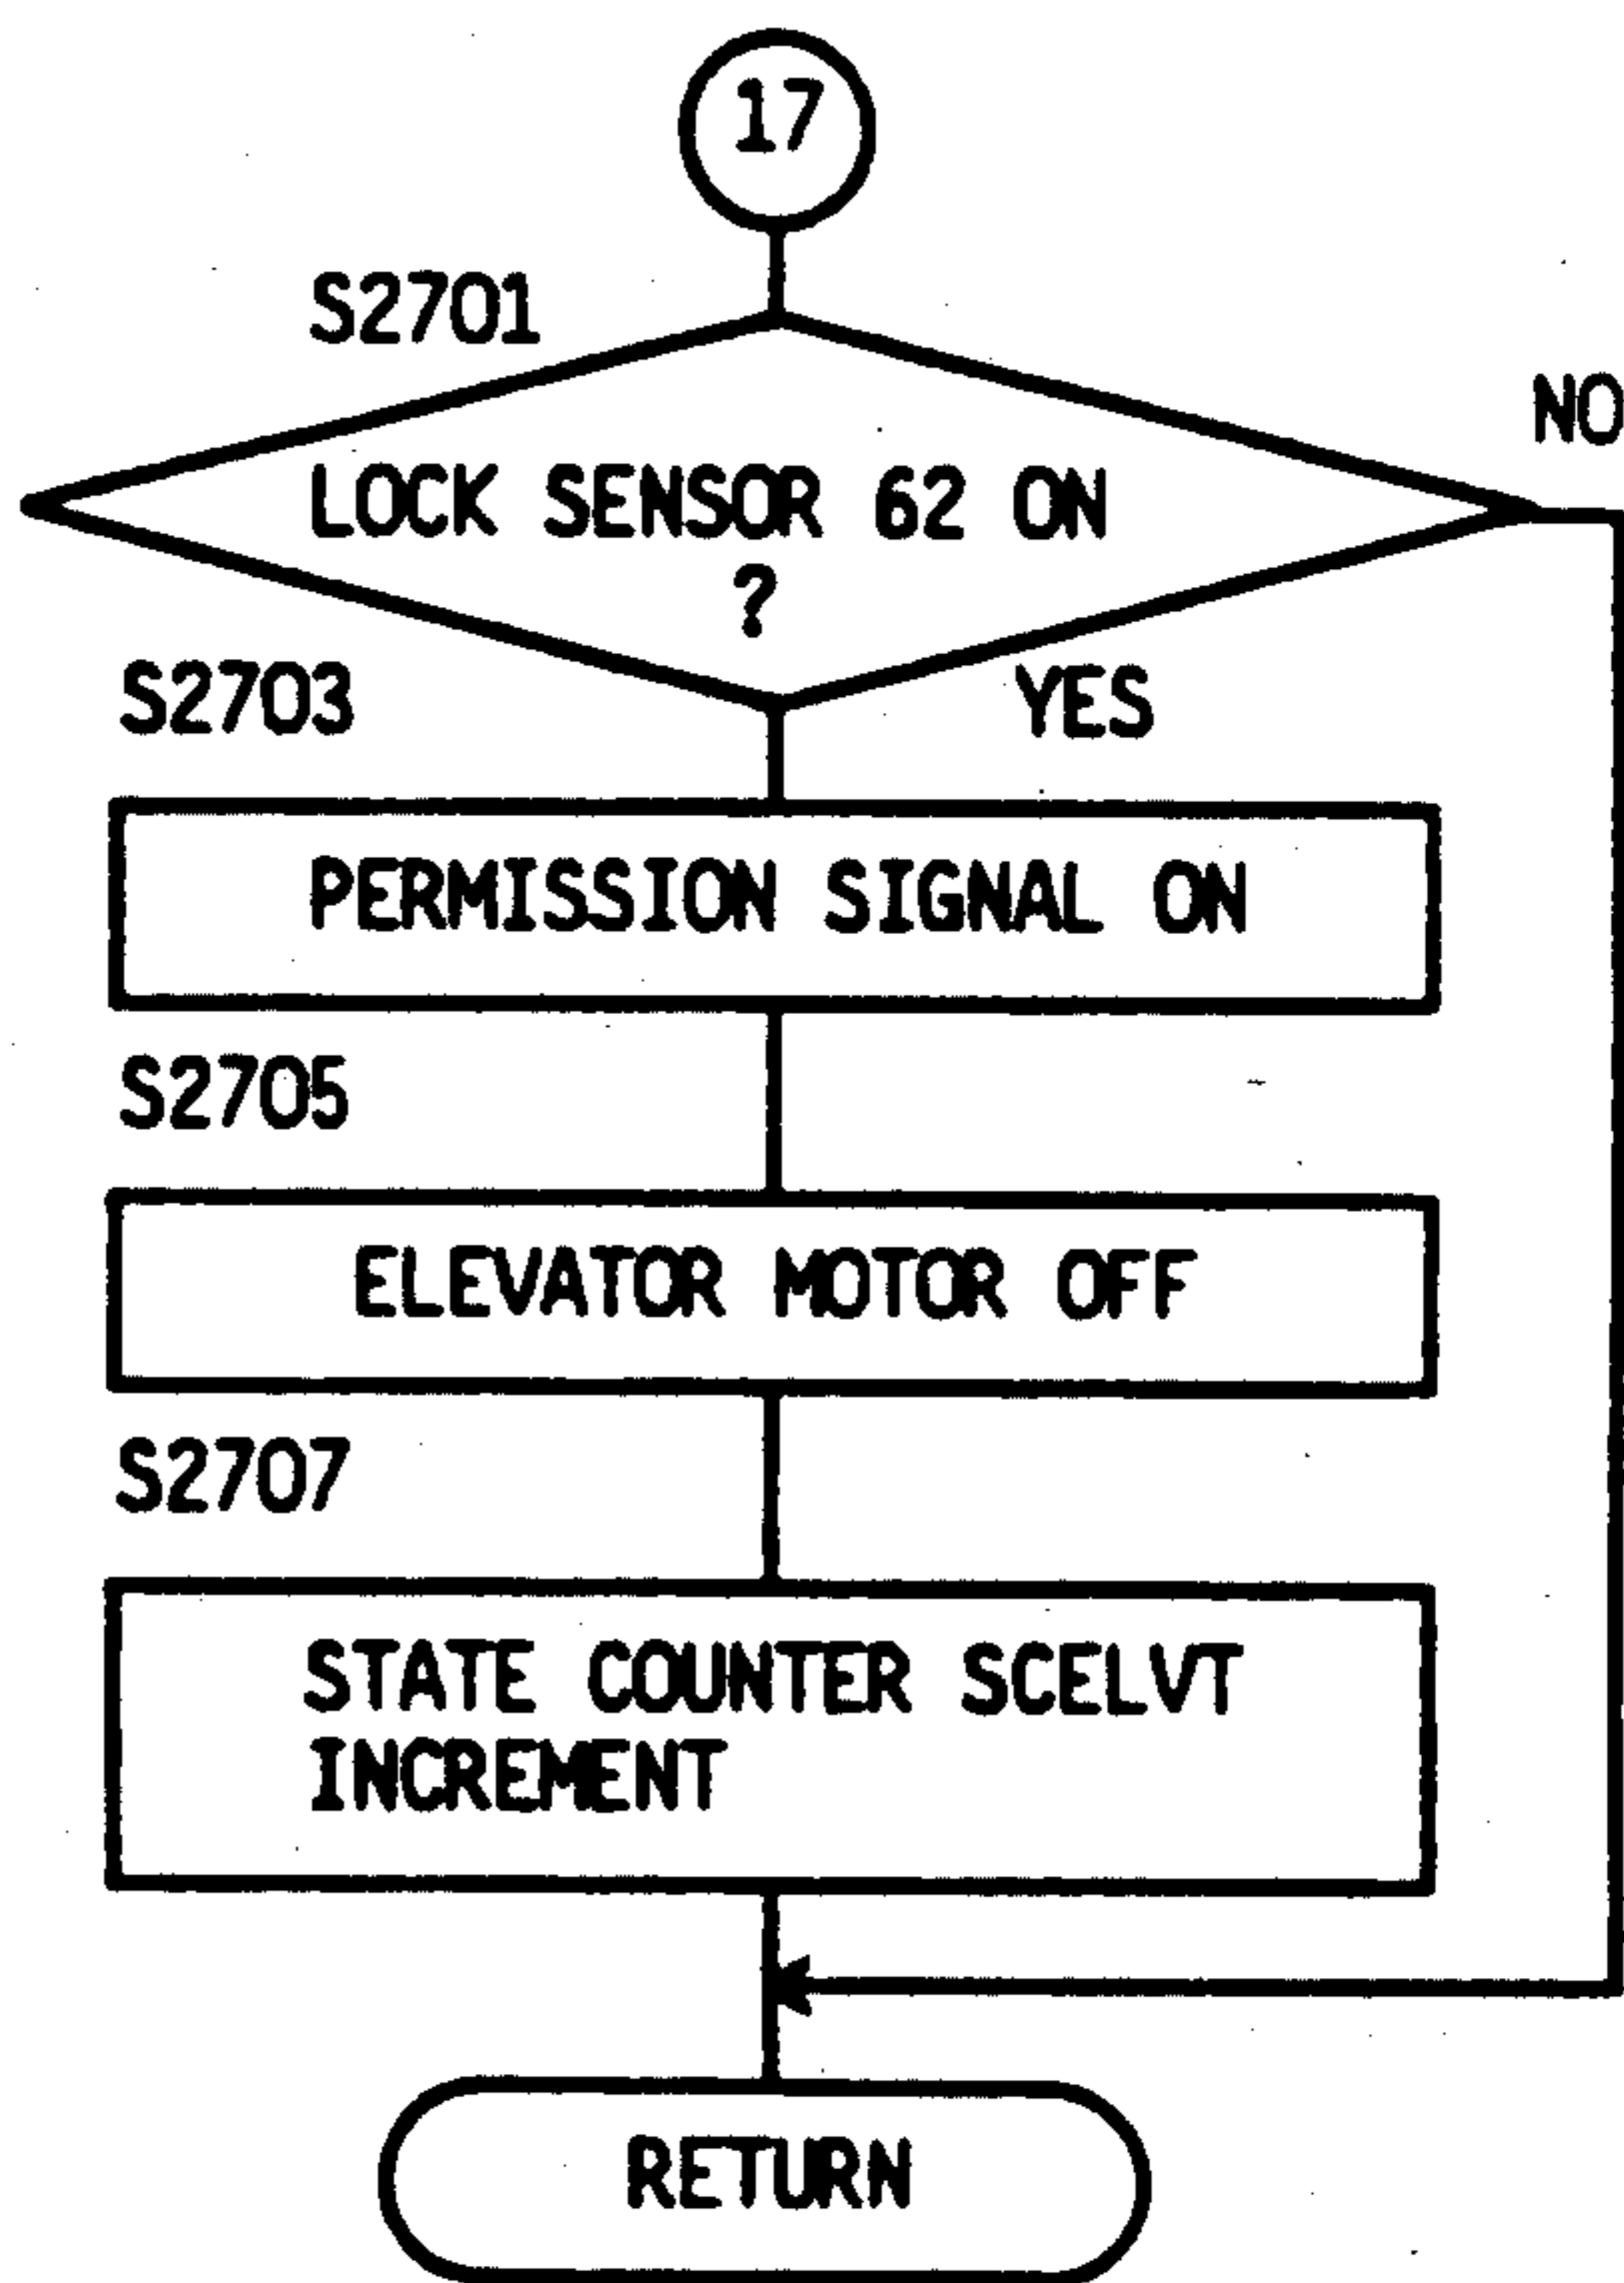 17
S2701
NO
LOCK SENSOR 62 ON
?
S2703
YES
PERMISSION SIGNAL ON
S2705
ELEVATOR MOTOR OFF
S2707
STATE COUNTER SCELVT
INCREMENT
RETURN